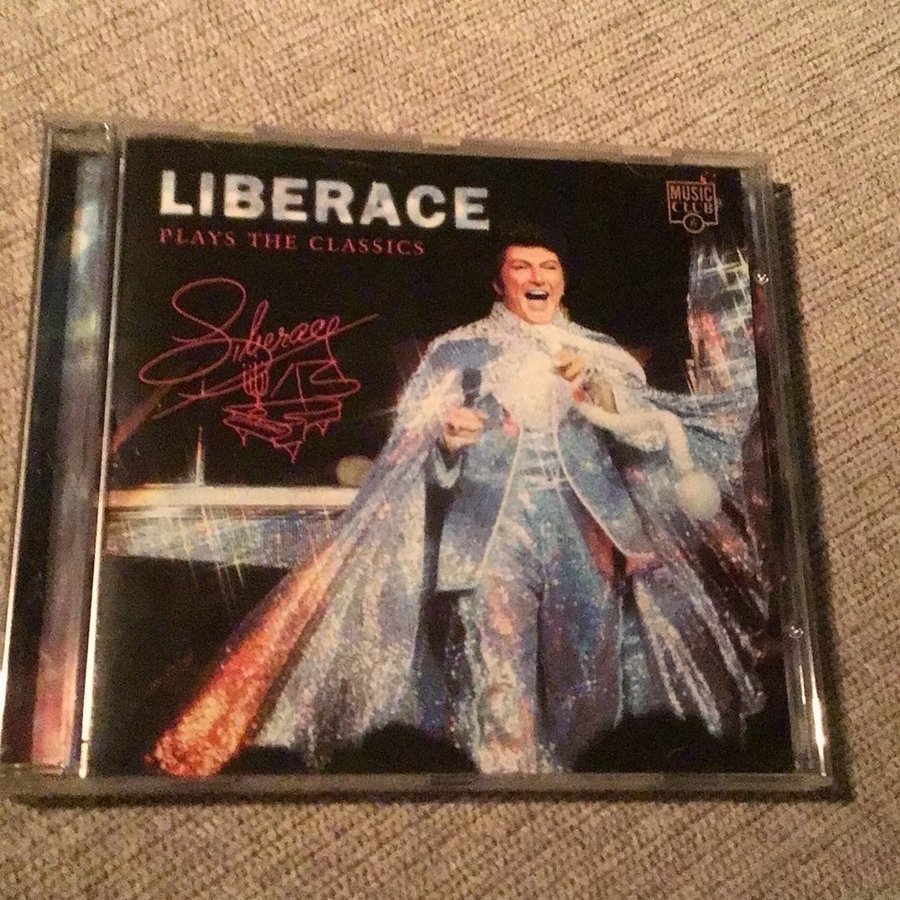 LIBERACE
PLAYS THE CLASSICS
MUSIC
CLUB
Liberace